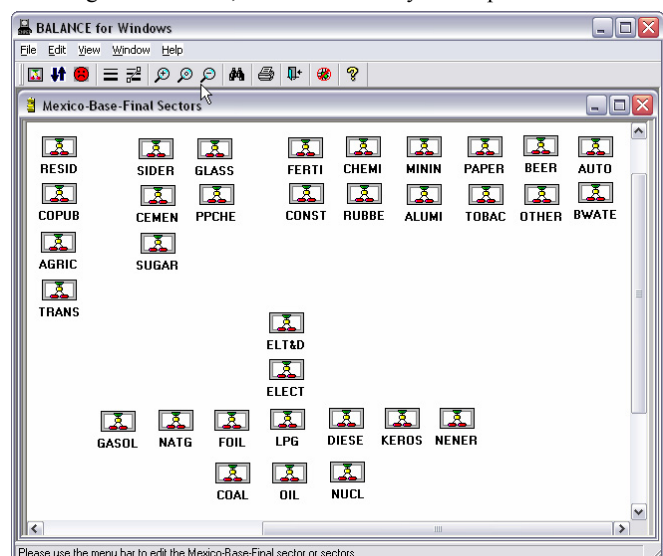 BALANCE for Windows
File Edit View Window Help
Mexico-Base-Final Sectors
RESID SIDER GLASS FERTI CHEMI MININ PAPER BEER AUTO
COPUB CEMEN PPCHE CONST RUBBE ALUMI TOBAC OTHER BWATE
AGRIC SUGAR
TRANS
ELT&D
ELECT
GASOL NATG FOIL LPG DIESE KEROS NENER
COAL OIL NUCL
Please use the menu bar to edit the Mexico-Base-Final sector or sectors